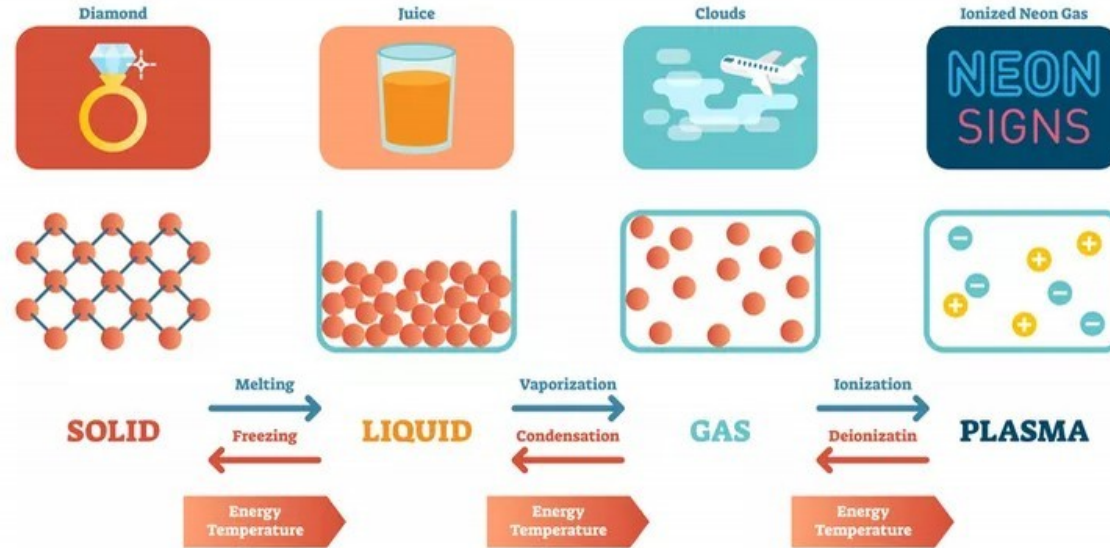 Diamond
Juice
Clouds
Ionized Neon Gas
NEON
SIGNS
Melting
Vaporization
Ionization
SOLID
Freezing
LIQUID
Condensation
GAS
Deionizatin
PLASMA
Energy
Temperature
Energy
Temperature
Energy
Temperature